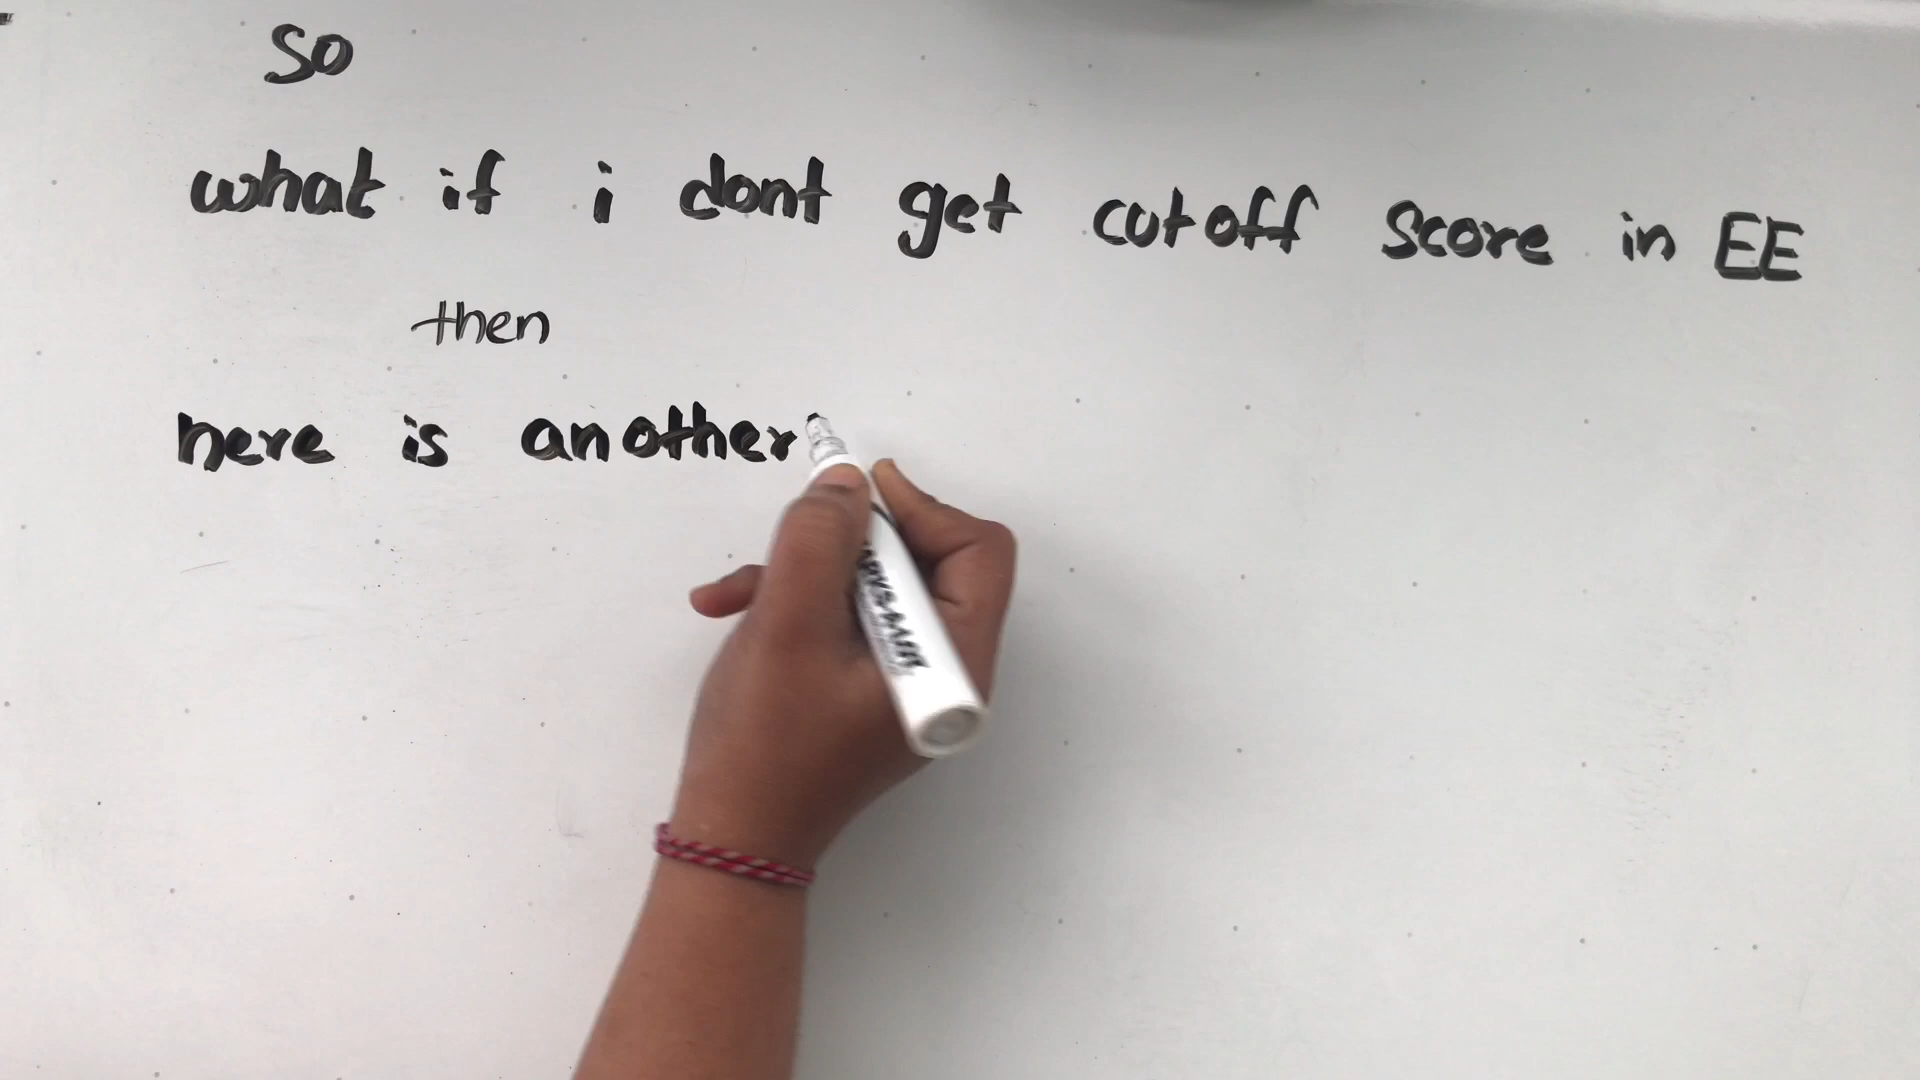 so
what if i dont get cutoff score in EE
then
here is another